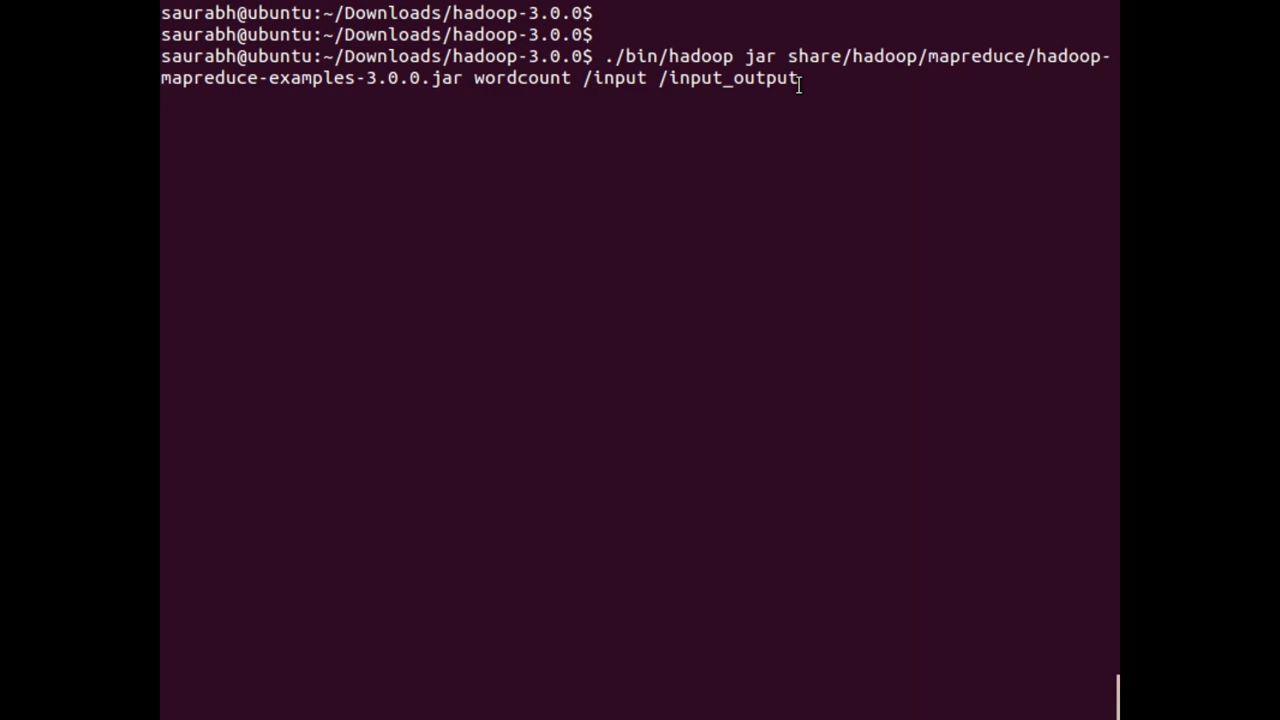 saurabh@ubuntu:~/Downloads/hadoop-3.0.0$
saurabh@ubuntu:~/Downloads/hadoop-3.0.0$
saurabh@ubuntu:~/Downloads/hadoop-3.0.0$ ./bin/hadoop jar share/hadoop/mapreduce/hadoop-
mapreduce-examples-3.0.0.jar wordcount /input /input_output